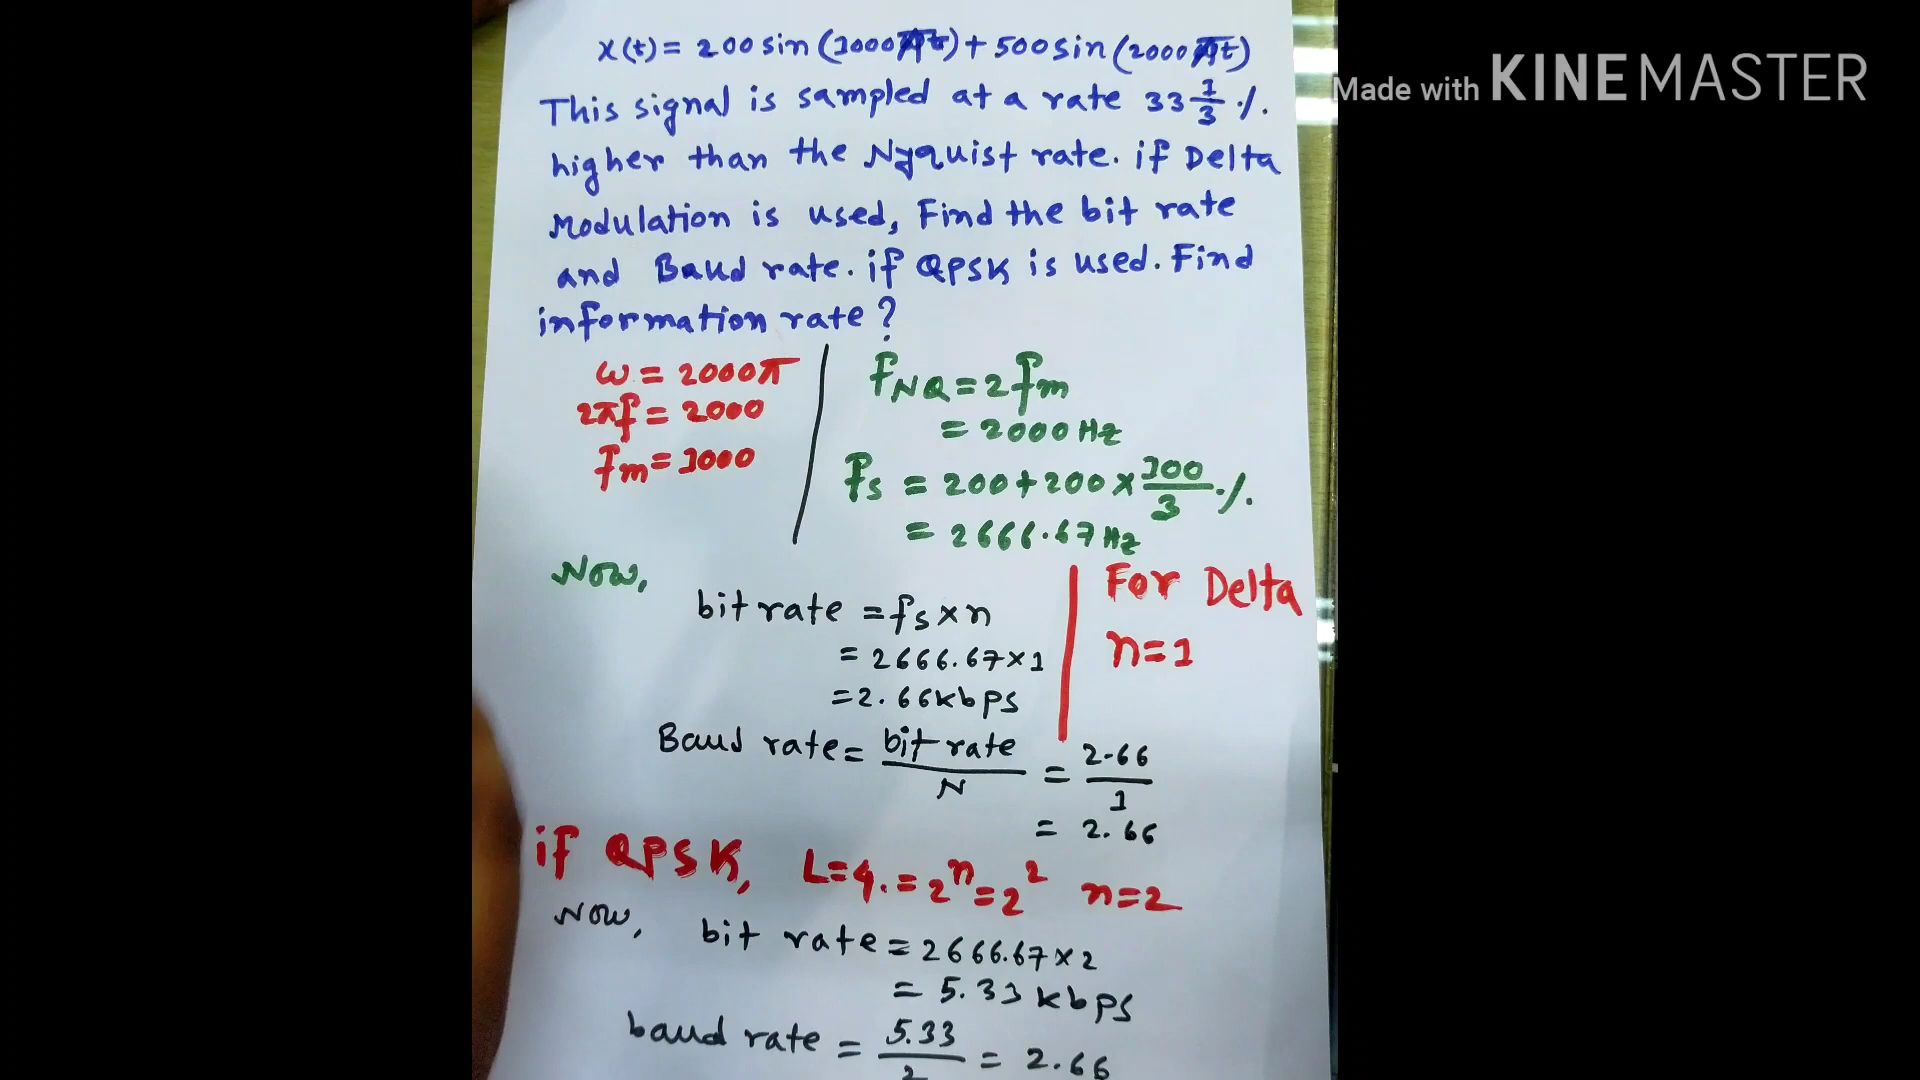 x(t) = 200 sin (1000πt) + 500 sin (2000πt)
Made with KINEMASTER
This signal is sampled at a rate 33 1/3 %.
higher than the Nyquist rate. if Delta
Modulation is used, Find the bit rate
and Baud rate. if QPSK is used. Find
information rate ?
ω = 2000π
2πf = 2000
fm = 1000
fNQ = 2fm
= 2000 Hz
fs = 200 + 200 × 100/3 %.
= 2666.67 Hz
Now,
bit rate = fs × n
= 2666.67 × 1
= 2.66 kbps
For Delta
n = 1
Baud rate = bit rate / N = 2.66 / 1
= 2.66
if QPSK, L = 4. = 2^n = 2^2 n = 2
Now, bit rate = 2666.67 × 2
= 5.33 kbps
baud rate = 5.33 / 2 = 2.66